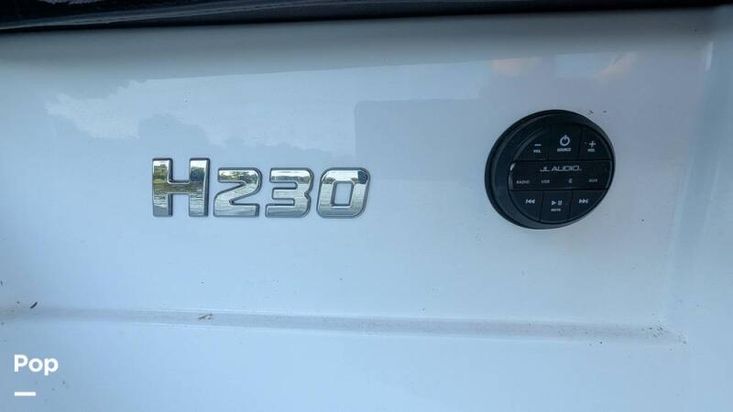 H230
− SOURCE +
VOL VOL
JL AUDIO
RADIO USB AUX
MUTE
Pop